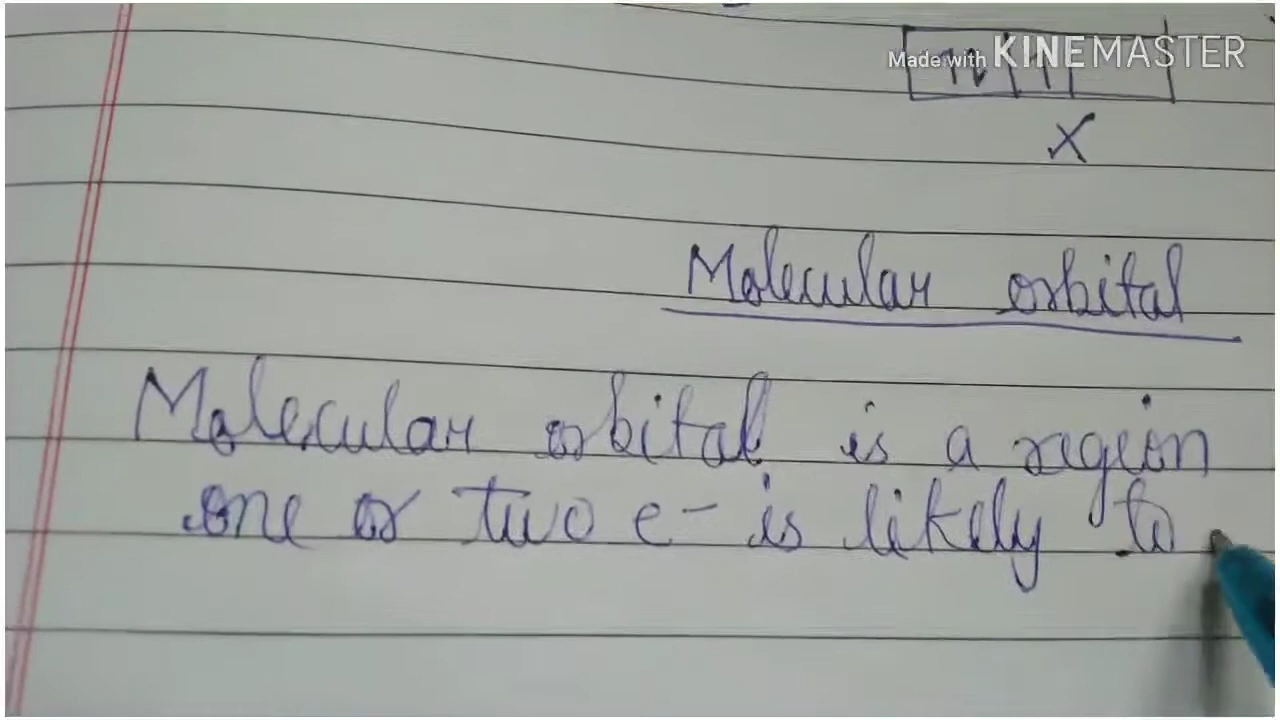 Made with KINEMASTER
X
Molecular orbital
Molecular orbital is a region
one or two e- is likely to